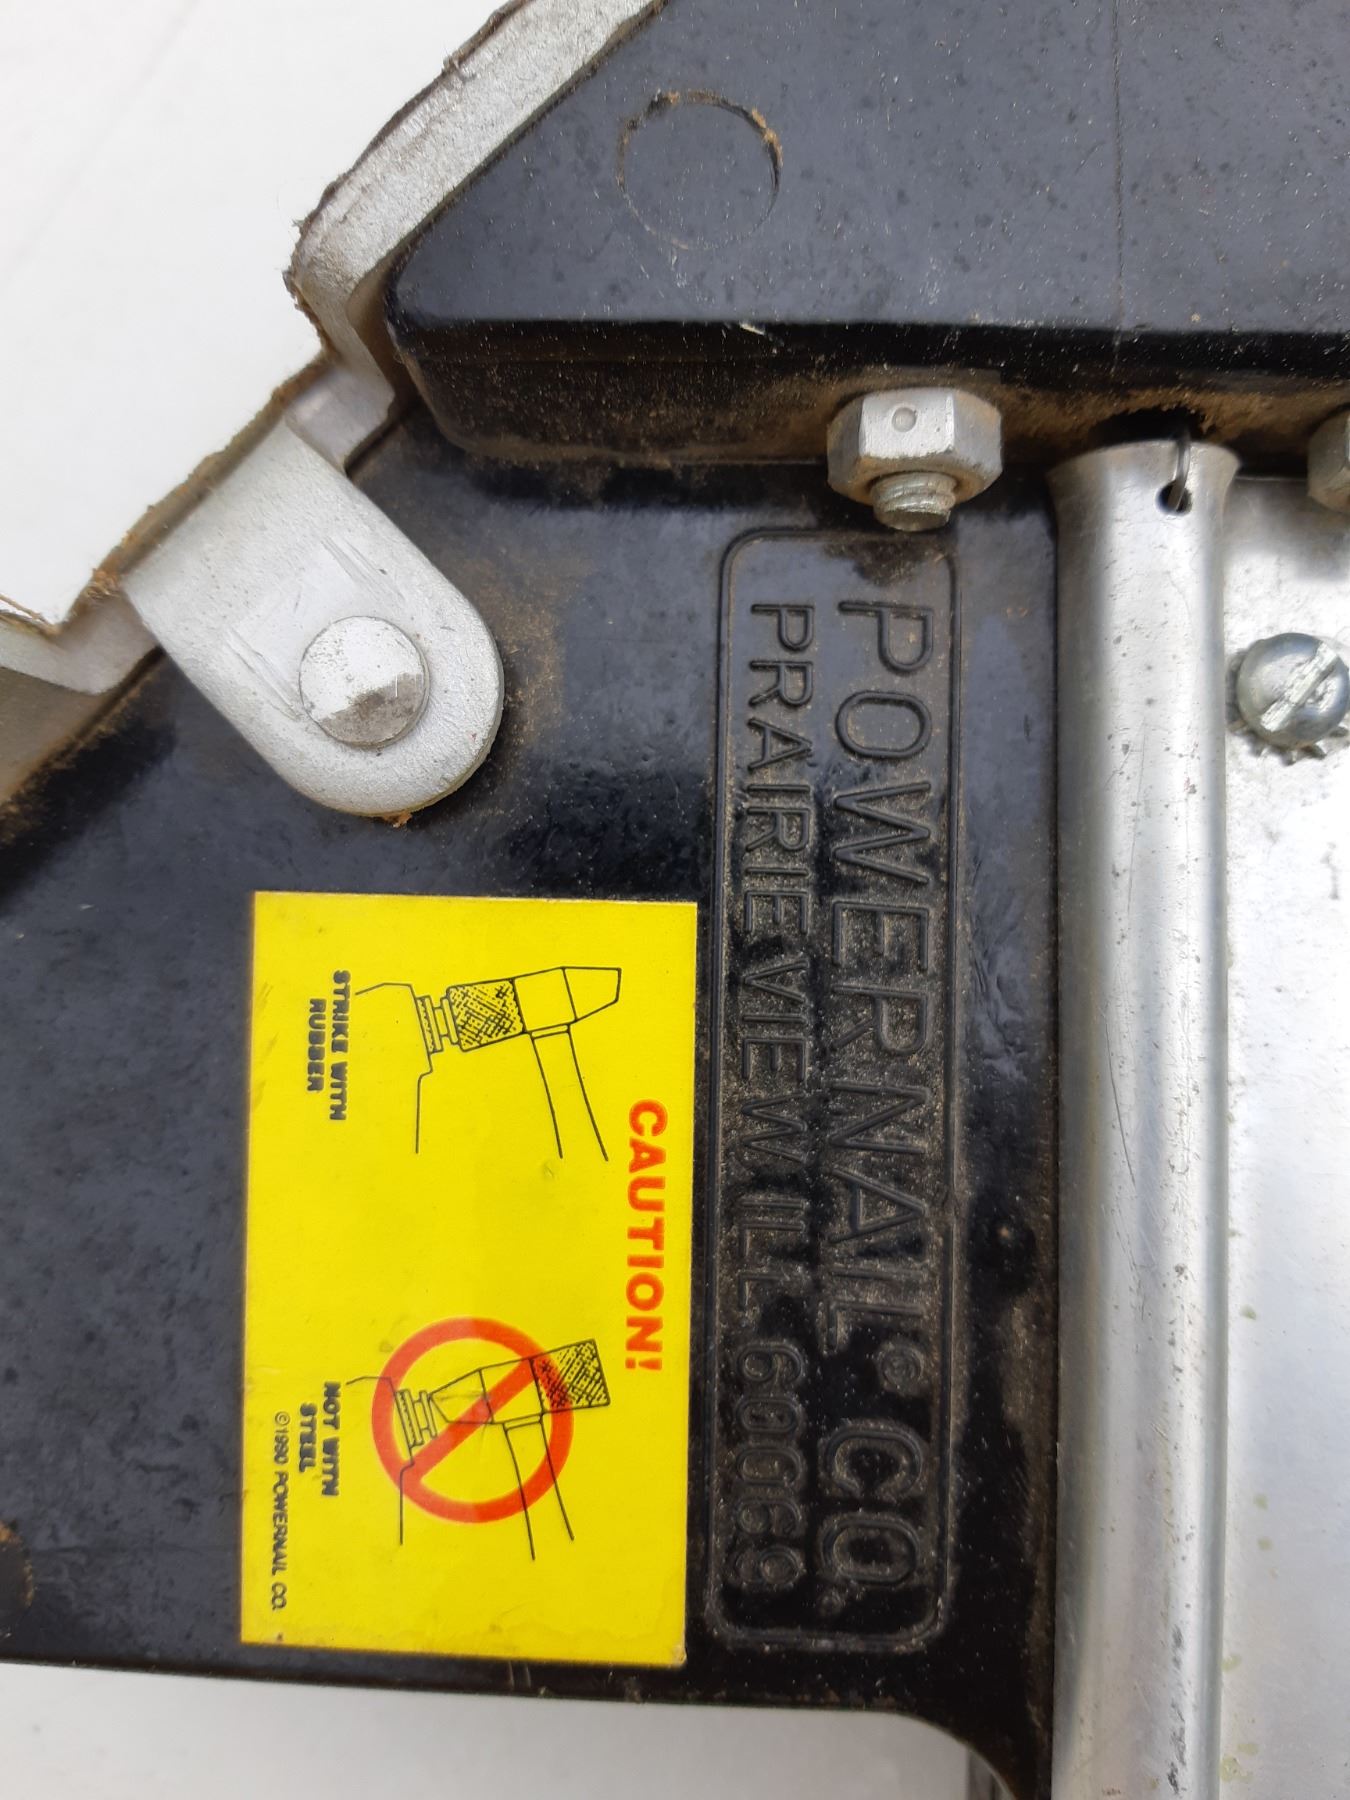 POWERNAIL® CO.
PRAIRIE VIEW ILL 60069
CAUTION!
STRIKE WITH
RUBBER
NOT WITH
STEEL
©1990 POWERNAIL CO.